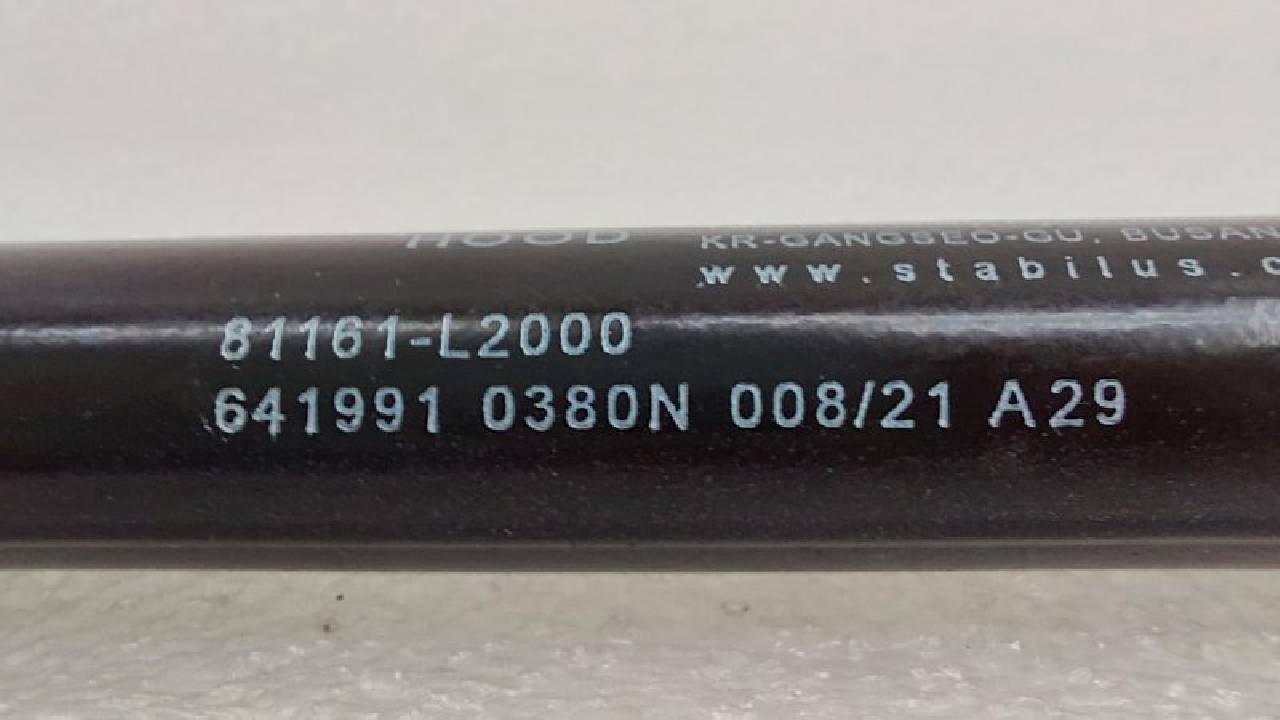 HOOD
KR-GANGSEO-GU, BUSAN
www.stabilus.c
81161-L2000
641991 0380N 008/21 A29